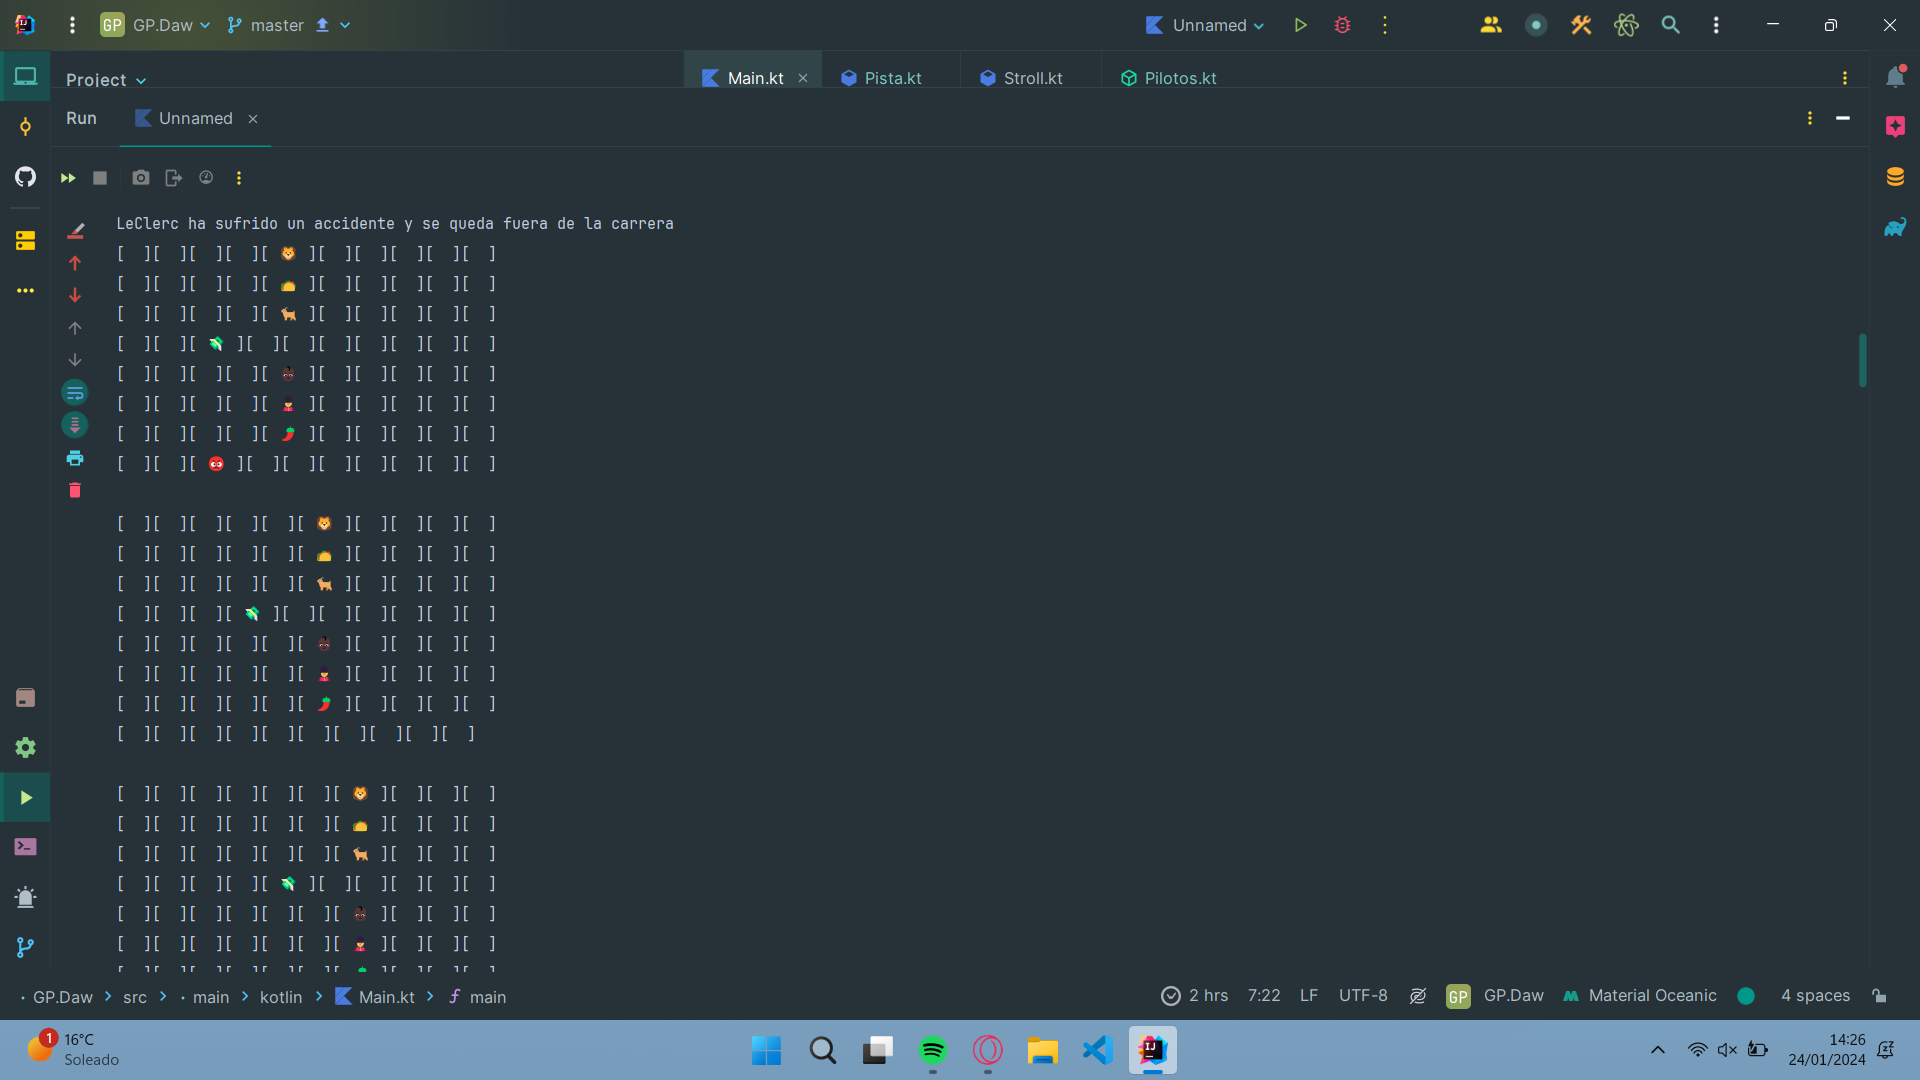 GP GP.Daw master Unnamed
Project Main.kt Pista.kt Stroll.kt Pilotos.kt
Run Unnamed
LeClerc ha sufrido un accidente y se queda fuera de la carrera
[  ][  ][  ][  ][ 🦁 ][  ][  ][  ][  ][  ]
[  ][  ][  ][  ][ 🌮 ][  ][  ][  ][  ][  ]
[  ][  ][  ][  ][ 🐐 ][  ][  ][  ][  ][  ]
[  ][  ][ 💸 ][  ][  ][  ][  ][  ][  ][  ]
[  ][  ][  ][  ][ 👶🏿 ][  ][  ][  ][  ][  ]
[  ][  ][  ][  ][ 💂🏻 ][  ][  ][  ][  ][  ]
[  ][  ][  ][  ][ 🌶 ][  ][  ][  ][  ][  ]
[  ][  ][ 👹 ][  ][  ][  ][  ][  ][  ][  ]
[  ][  ][  ][  ][  ][ 🦁 ][  ][  ][  ][  ]
[  ][  ][  ][  ][  ][ 🌮 ][  ][  ][  ][  ]
[  ][  ][  ][  ][  ][ 🐐 ][  ][  ][  ][  ]
[  ][  ][  ][ 💸 ][  ][  ][  ][  ][  ][  ]
[  ][  ][  ][  ][  ][ 👶🏿 ][  ][  ][  ][  ]
[  ][  ][  ][  ][  ][ 💂🏻 ][  ][  ][  ][  ]
[  ][  ][  ][  ][  ][ 🌶 ][  ][  ][  ][  ]
[  ][  ][  ][  ][  ][  ][  ][  ][  ][  ]
[  ][  ][  ][  ][  ][  ][ 🦁 ][  ][  ][  ]
[  ][  ][  ][  ][  ][  ][ 🌮 ][  ][  ][  ]
[  ][  ][  ][  ][  ][  ][ 🐐 ][  ][  ][  ]
[  ][  ][  ][  ][ 💸 ][  ][  ][  ][  ][  ]
[  ][  ][  ][  ][  ][  ][ 👶🏿 ][  ][  ][  ]
[  ][  ][  ][  ][  ][  ][ 💂🏻 ][  ][  ][  ]
GP.Daw > src > main > kotlin > Main.kt > main 2 hrs 7:22 LF UTF-8 GP GP.Daw Material Oceanic 4 spaces
1 16°C
Soleado
14:26
24/01/2024